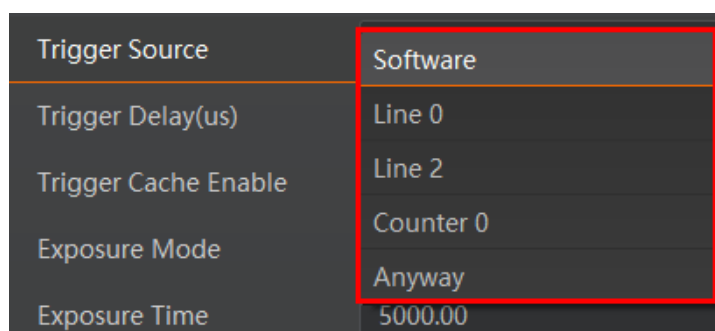 Trigger Source
Software
Trigger Delay(us)
Line 0
Line 2
Trigger Cache Enable
Counter 0
Exposure Mode
Anyway
Exposure Time
5000.00